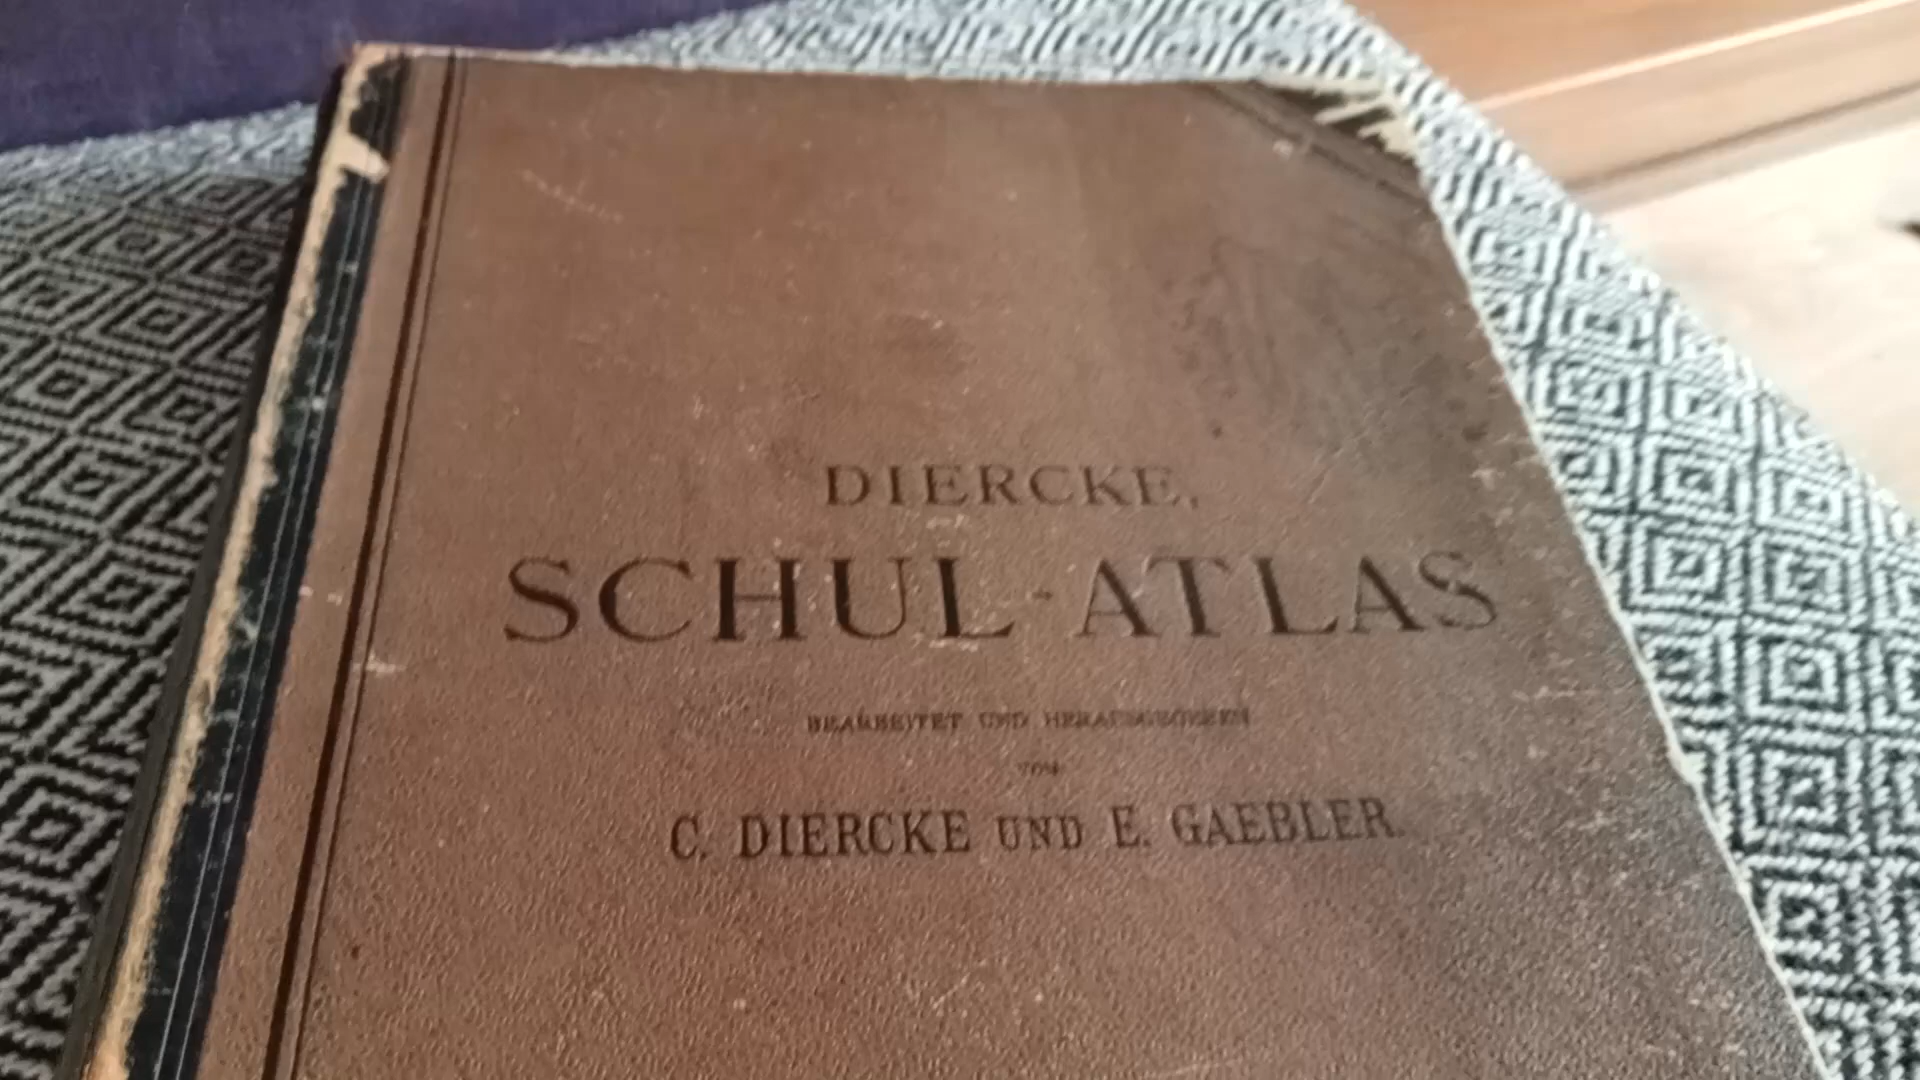 DIERCKE,
SCHUL-ATLAS
BEARBEITET UND HERAUSGEGEBEN
VON
C. DIERCKE UND E. GAEBLER.